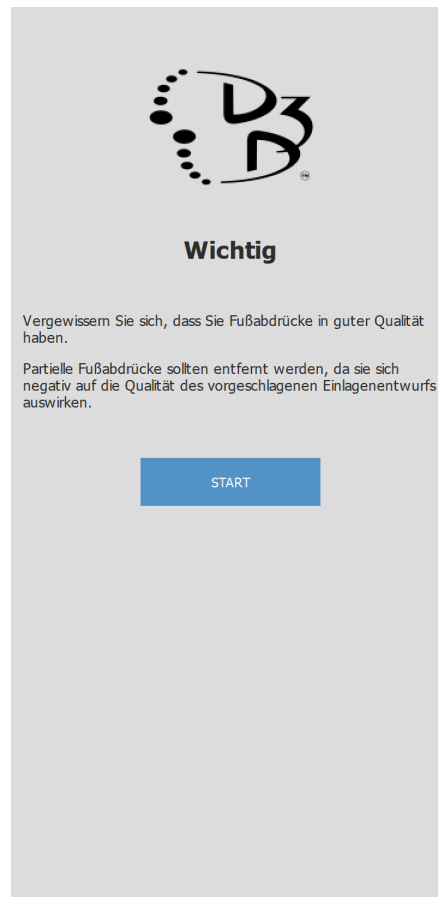 D3D
TM
Wichtig
Vergewissern Sie sich, dass Sie Fußabdrücke in guter Qualität
haben.
Partielle Fußabdrücke sollten entfernt werden, da sie sich
negativ auf die Qualität des vorgeschlagenen Einlagenentwurfs
auswirken.
START